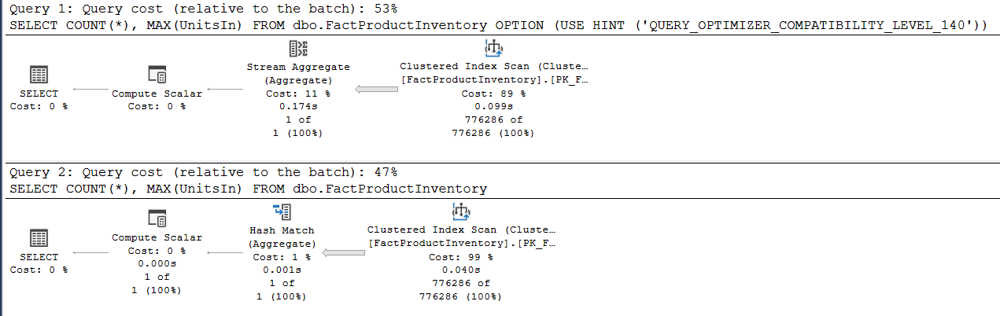 Query 1: Query cost (relative to the batch): 53%
SELECT COUNT(*), MAX(UnitsIn) FROM dbo.FactProductInventory OPTION (USE HINT ('QUERY_OPTIMIZER_COMPATIBILITY_LEVEL_140'))
SELECT
Cost: 0 %
Compute Scalar
Cost: 0 %
Stream Aggregate
(Aggregate)
Cost: 11 %
0.174s
1 of
1 (100%)
Clustered Index Scan (Cluste…
[FactProductInventory].[PK_F…
Cost: 89 %
0.099s
776286 of
776286 (100%)
Query 2: Query cost (relative to the batch): 47%
SELECT COUNT(*), MAX(UnitsIn) FROM dbo.FactProductInventory
SELECT
Cost: 0 %
Compute Scalar
Cost: 0 %
0.000s
1 of
1 (100%)
Hash Match
(Aggregate)
Cost: 1 %
0.001s
1 of
1 (100%)
Clustered Index Scan (Cluste…
[FactProductInventory].[PK_F…
Cost: 99 %
0.040s
776286 of
776286 (100%)